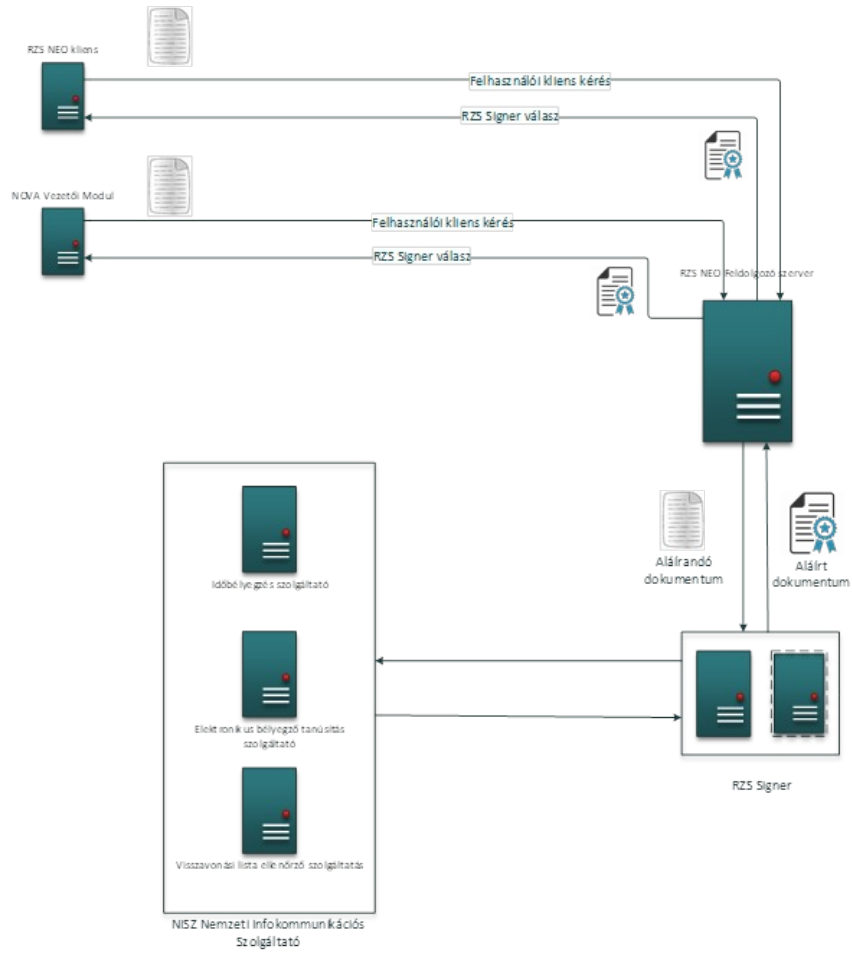 RZS NEO kliens
Felhasználói kliens kérés
RZS Signer válasz
NOVA Vezetői Modul
Felhasználói kliens kérés
RZS Signer válasz
RZS NEO Feldolgozó szerver
Aláírandó
dokumentum
Aláírt
dokumentum
Időbélyegzés szolgáltató
Elektronikus bélyegző tanúsítás
szolgáltató
Visszavonási lista ellenőrző szolgáltatás
RZS Signer
NISZ Nemzeti Infokommunikációs
Szolgáltató